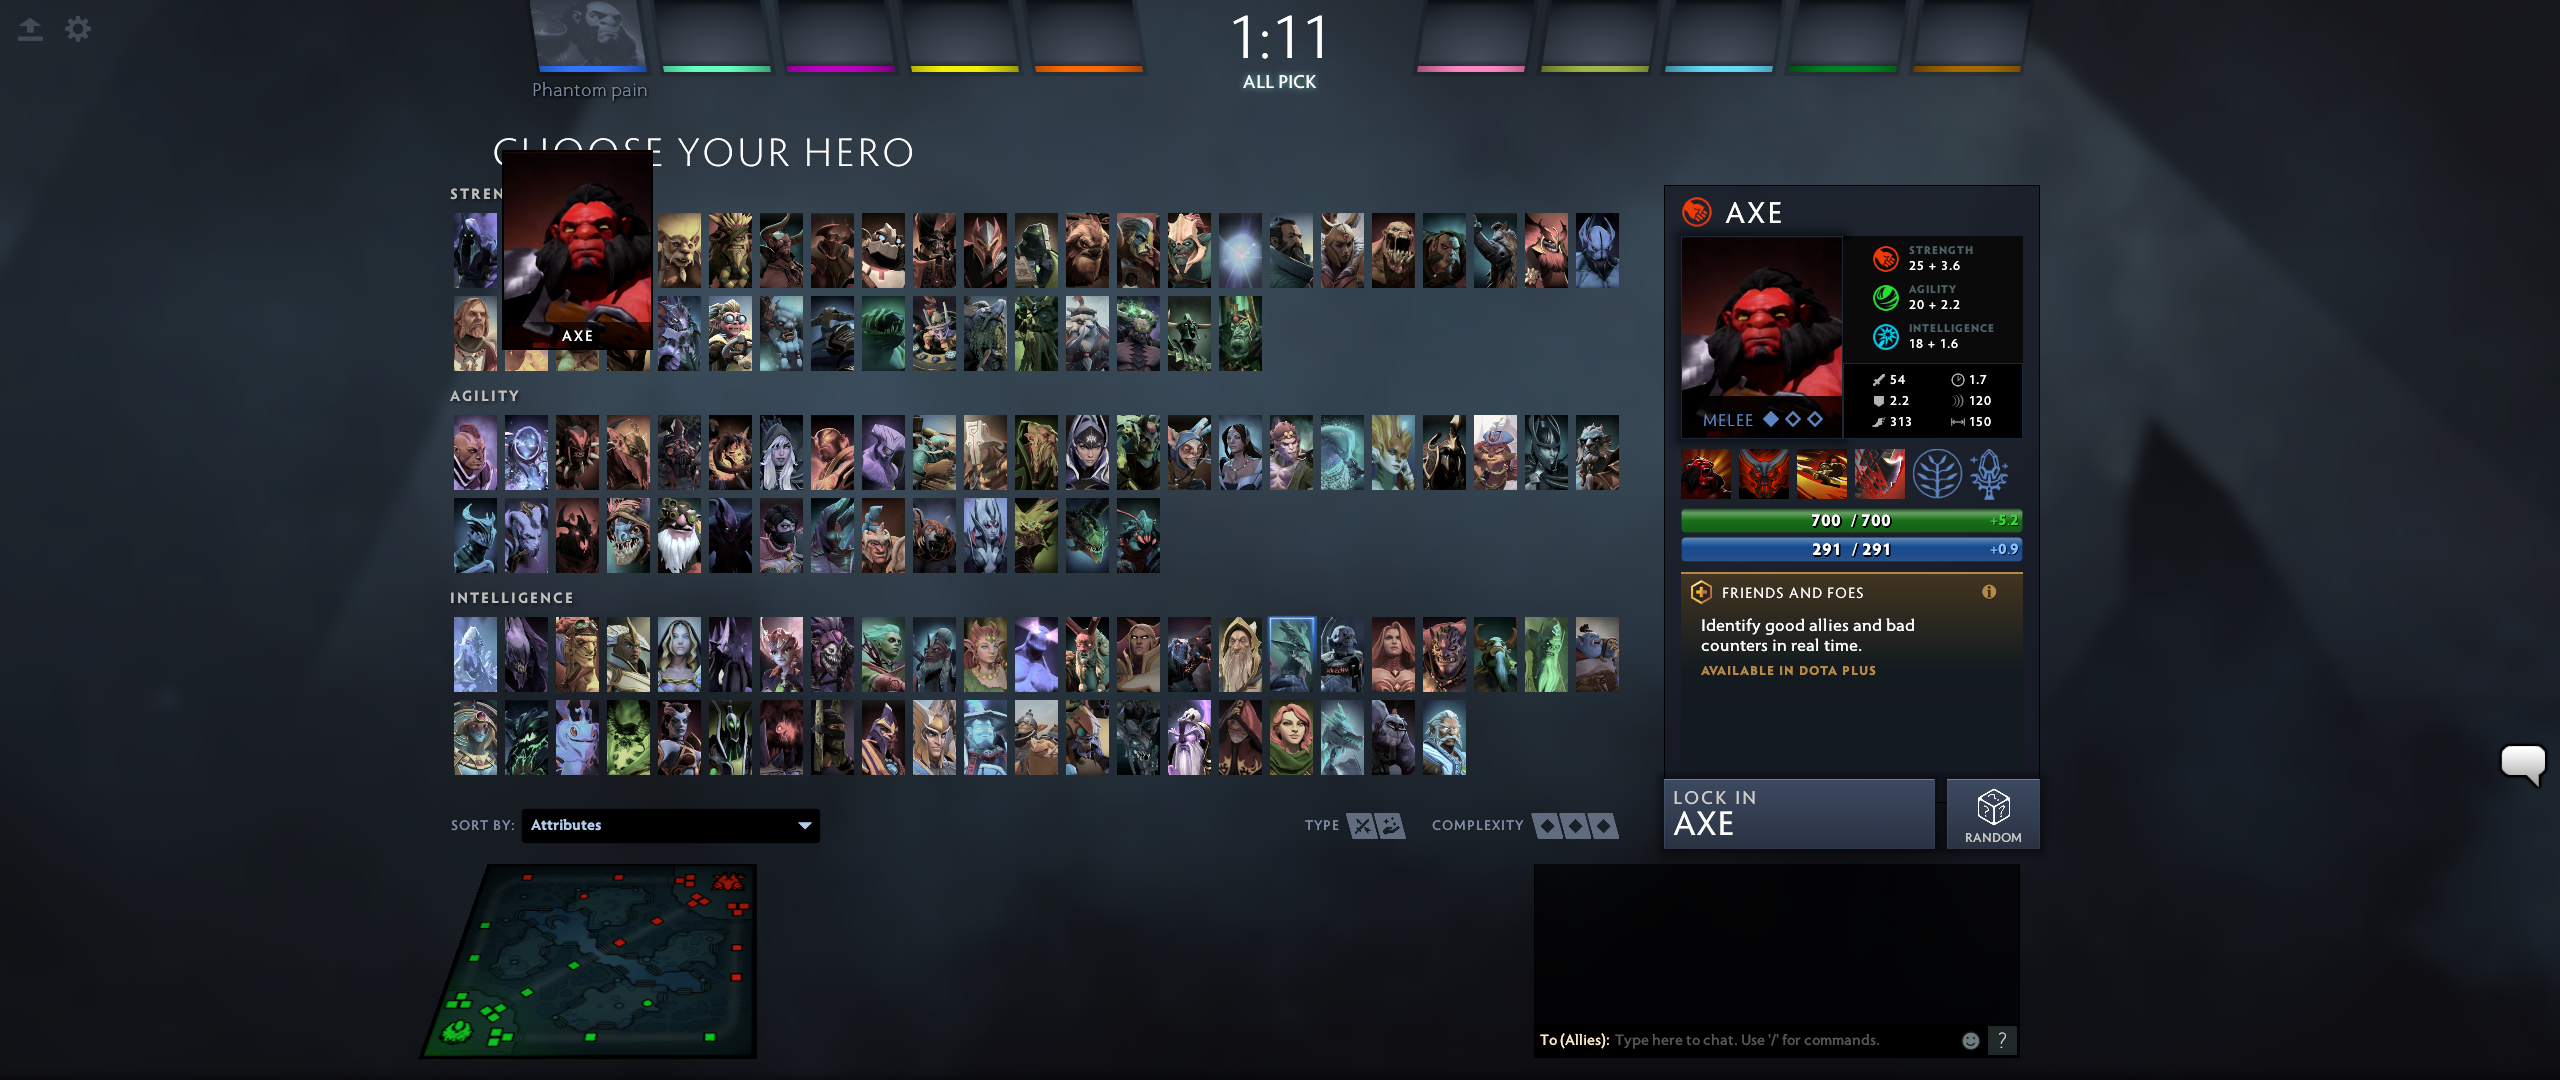 1:11
ALL PICK
Phantom pain
CHOOSE YOUR HERO
STREN
AXE
AGILITY
INTELLIGENCE
AXE
STRENGTH
25 + 3.6
AGILITY
20 + 2.2
INTELLIGENCE
18 + 1.6
54 1.7
2.2 120
313 150
MELEE
700 / 700 +5.2
291 / 291 +0.9
FRIENDS AND FOES
Identify good allies and bad
counters in real time.
AVAILABLE IN DOTA PLUS
LOCK IN
AXE
RANDOM
SORT BY: Attributes
TYPE
COMPLEXITY
To (Allies): Type here to chat. Use '/' for commands.
?